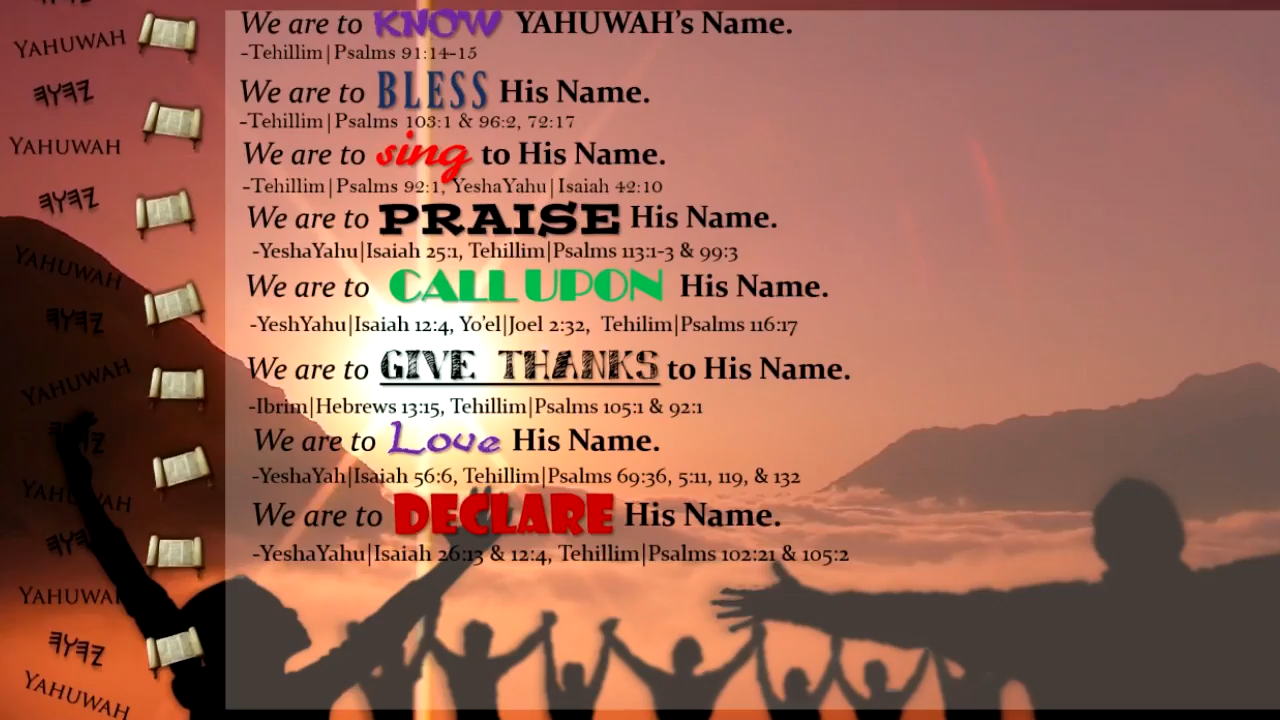 We are to KNOW YAHUWAH's Name.
-Tehillim|Psalms 91:14-15
We are to BLESS His Name.
-Tehillim|Psalms 103:1 & 96:2, 72:17
We are to sing to His Name.
-Tehillim|Psalms 92:1, YeshaYahu|Isaiah 42:10
We are to PRAISE His Name.
-YeshaYahu|Isaiah 25:1, Tehillim|Psalms 113:1-3 & 99:3
We are to CALL UPON His Name.
-YeshYahu|Isaiah 12:4, Yo'el|Joel 2:32, Tehilim|Psalms 116:17
We are to GIVE THANKS to His Name.
-Ibrim|Hebrews 13:15, Tehillim|Psalms 105:1 & 92:1
We are to Love His Name.
-YeshaYah|Isaiah 56:6, Tehillim|Psalms 69:36, 5:11, 119, & 132
We are to DECLARE His Name.
-YeshaYahu|Isaiah 26:13 & 12:4, Tehillim|Psalms 102:21 & 105:2
YAHUWAH
𐤉𐤄𐤅𐤄
YAHUWAH
𐤉𐤄𐤅𐤄
YAHUWAH
𐤉𐤄𐤅𐤄
YAHUWAH
𐤉𐤄𐤅𐤄
YAHUWAH
𐤉𐤄𐤅𐤄
YAHUWAH
𐤉𐤄𐤅𐤄
YAHUWAH